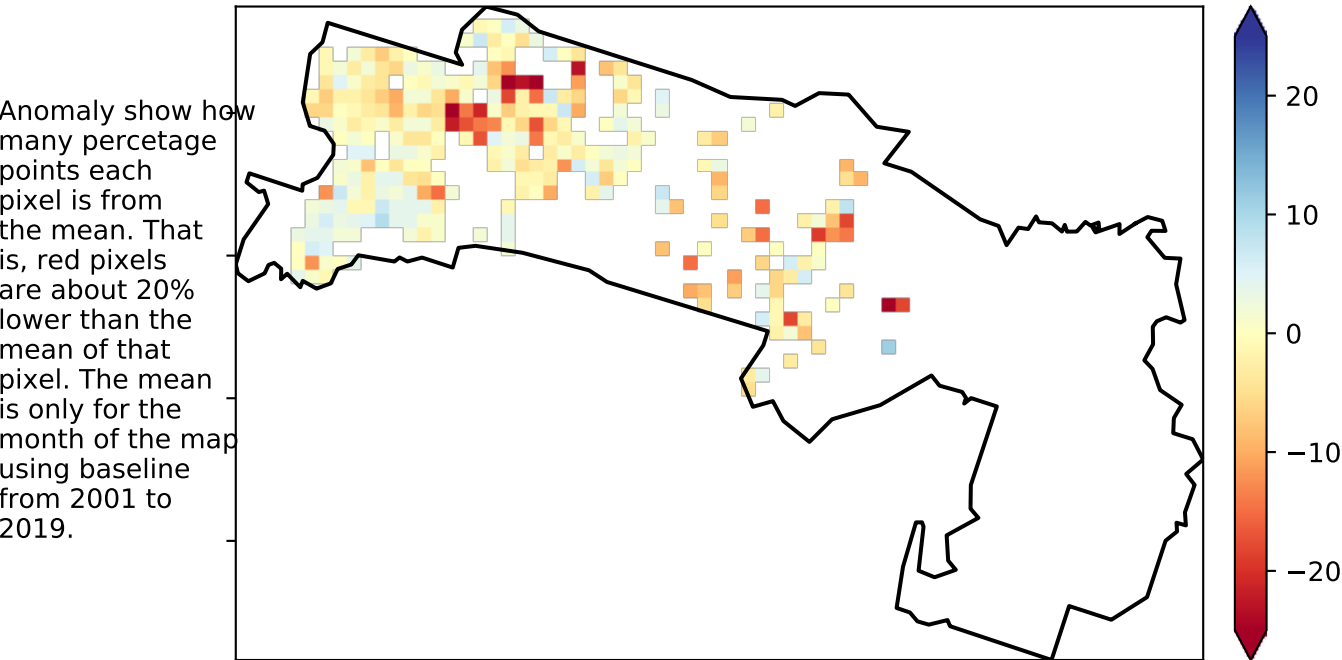 Anomaly show how
many percetage
points each
pixel is from
the mean. That
is, red pixels
are about 20%
lower than the
mean of that
pixel. The mean
is only for the
month of the map
using baseline
from 2001 to
2019.
20
10
0
−10
−20